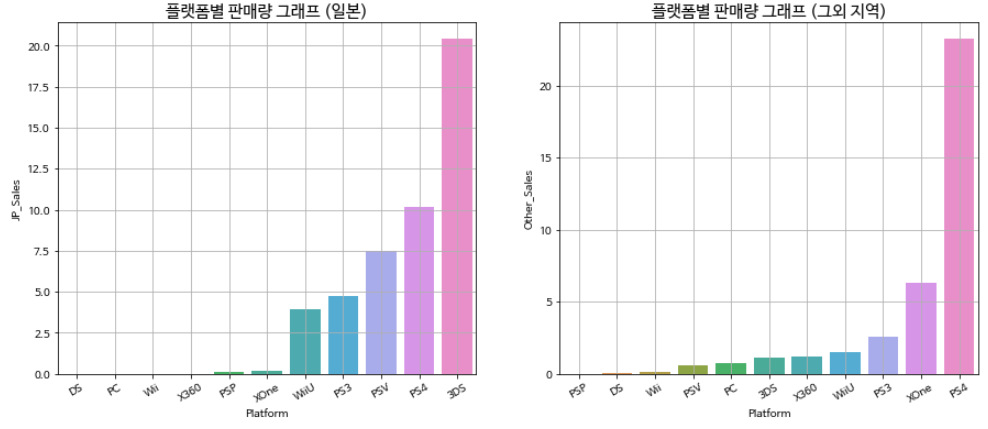 플랫폼별 판매량 그래프 (일본)
JP_Sales
20.0
17.5
15.0
12.5
10.0
7.5
5.0
2.5
0.0
DS PC Wii X360 PSP XOne WiiU PS3 PSV PS4 3DS
Platform
플랫폼별 판매량 그래프 (그외 지역)
Other_Sales
20
15
10
5
0
PSP DS Wii PSV PC 3DS X360 WiiU PS3 XOne PS4
Platform